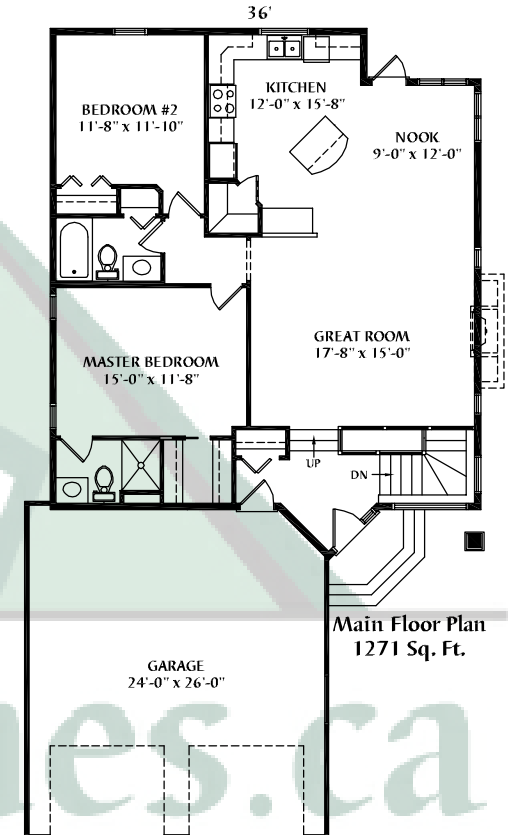 36'
KITCHEN
12'-0" x 15'-8"
BEDROOM #2
11'-8" x 11'-10"
NOOK
9'-0" x 12'-0"
GREAT ROOM
17'-8" x 15'-0"
MASTER BEDROOM
15'-0" x 11'-8"
UP
DN
Main Floor Plan
1271 Sq. Ft.
GARAGE
24'-0" x 26'-0"
es.ca